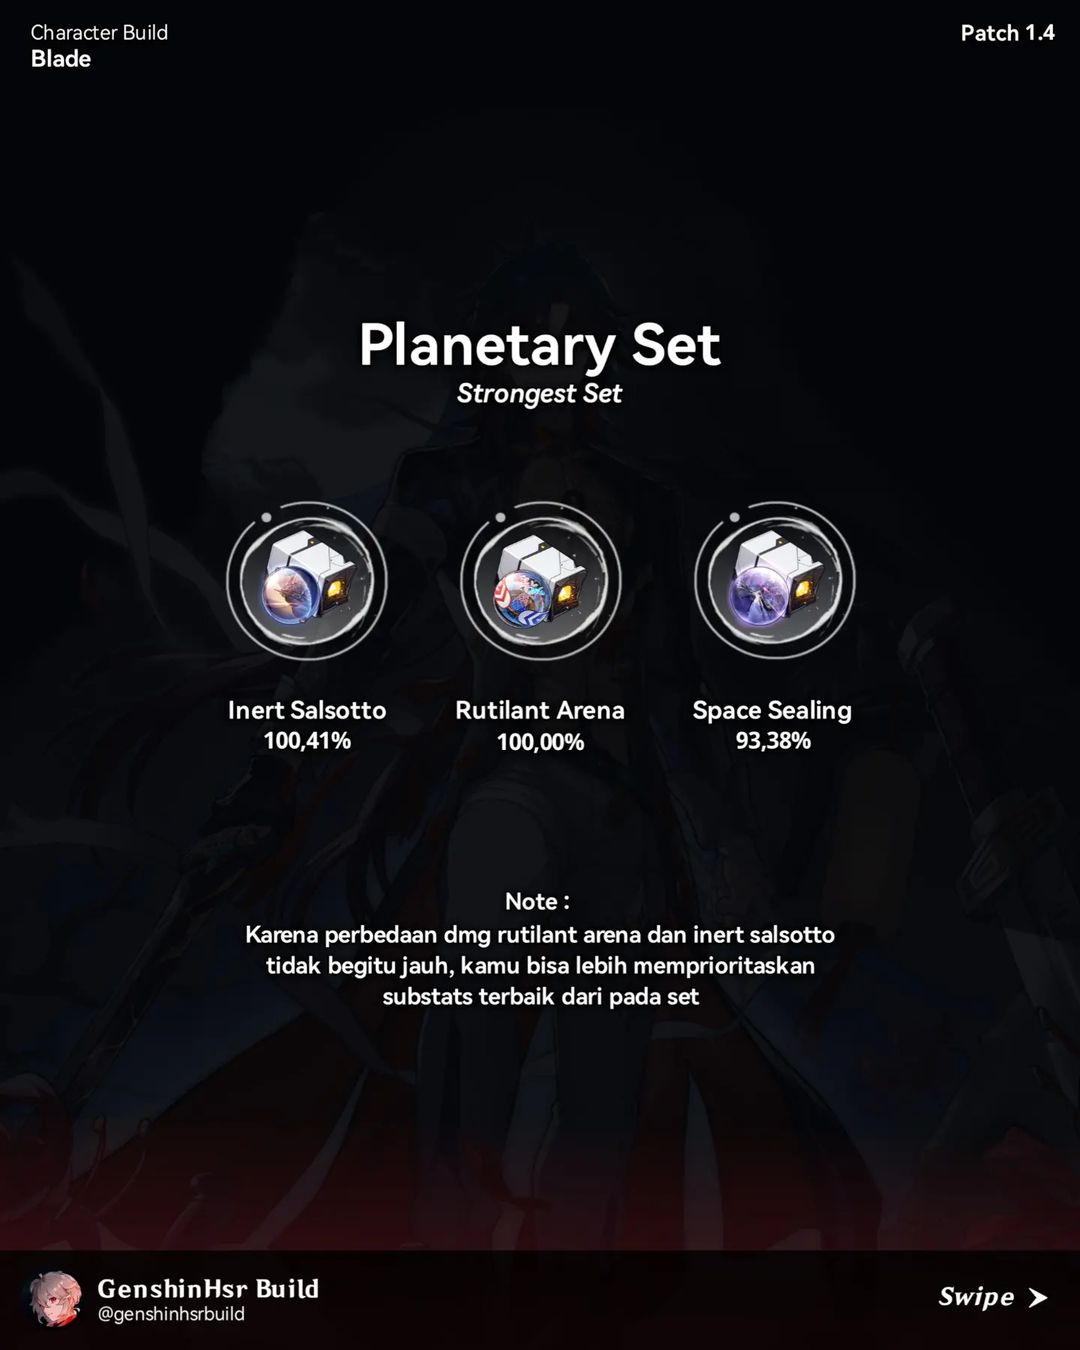 Character Build
Blade
Patch 1.4
Planetary Set
Strongest Set
Inert Salsotto
100,41%
Rutilant Arena
100,00%
Space Sealing
93,38%
Note :
Karena perbedaan dmg rutilant arena dan inert salsotto
tidak begitu jauh, kamu bisa lebih memprioritaskan
substats terbaik dari pada set
GenshinHsr Build
@genshinhsrbuild
Swipe